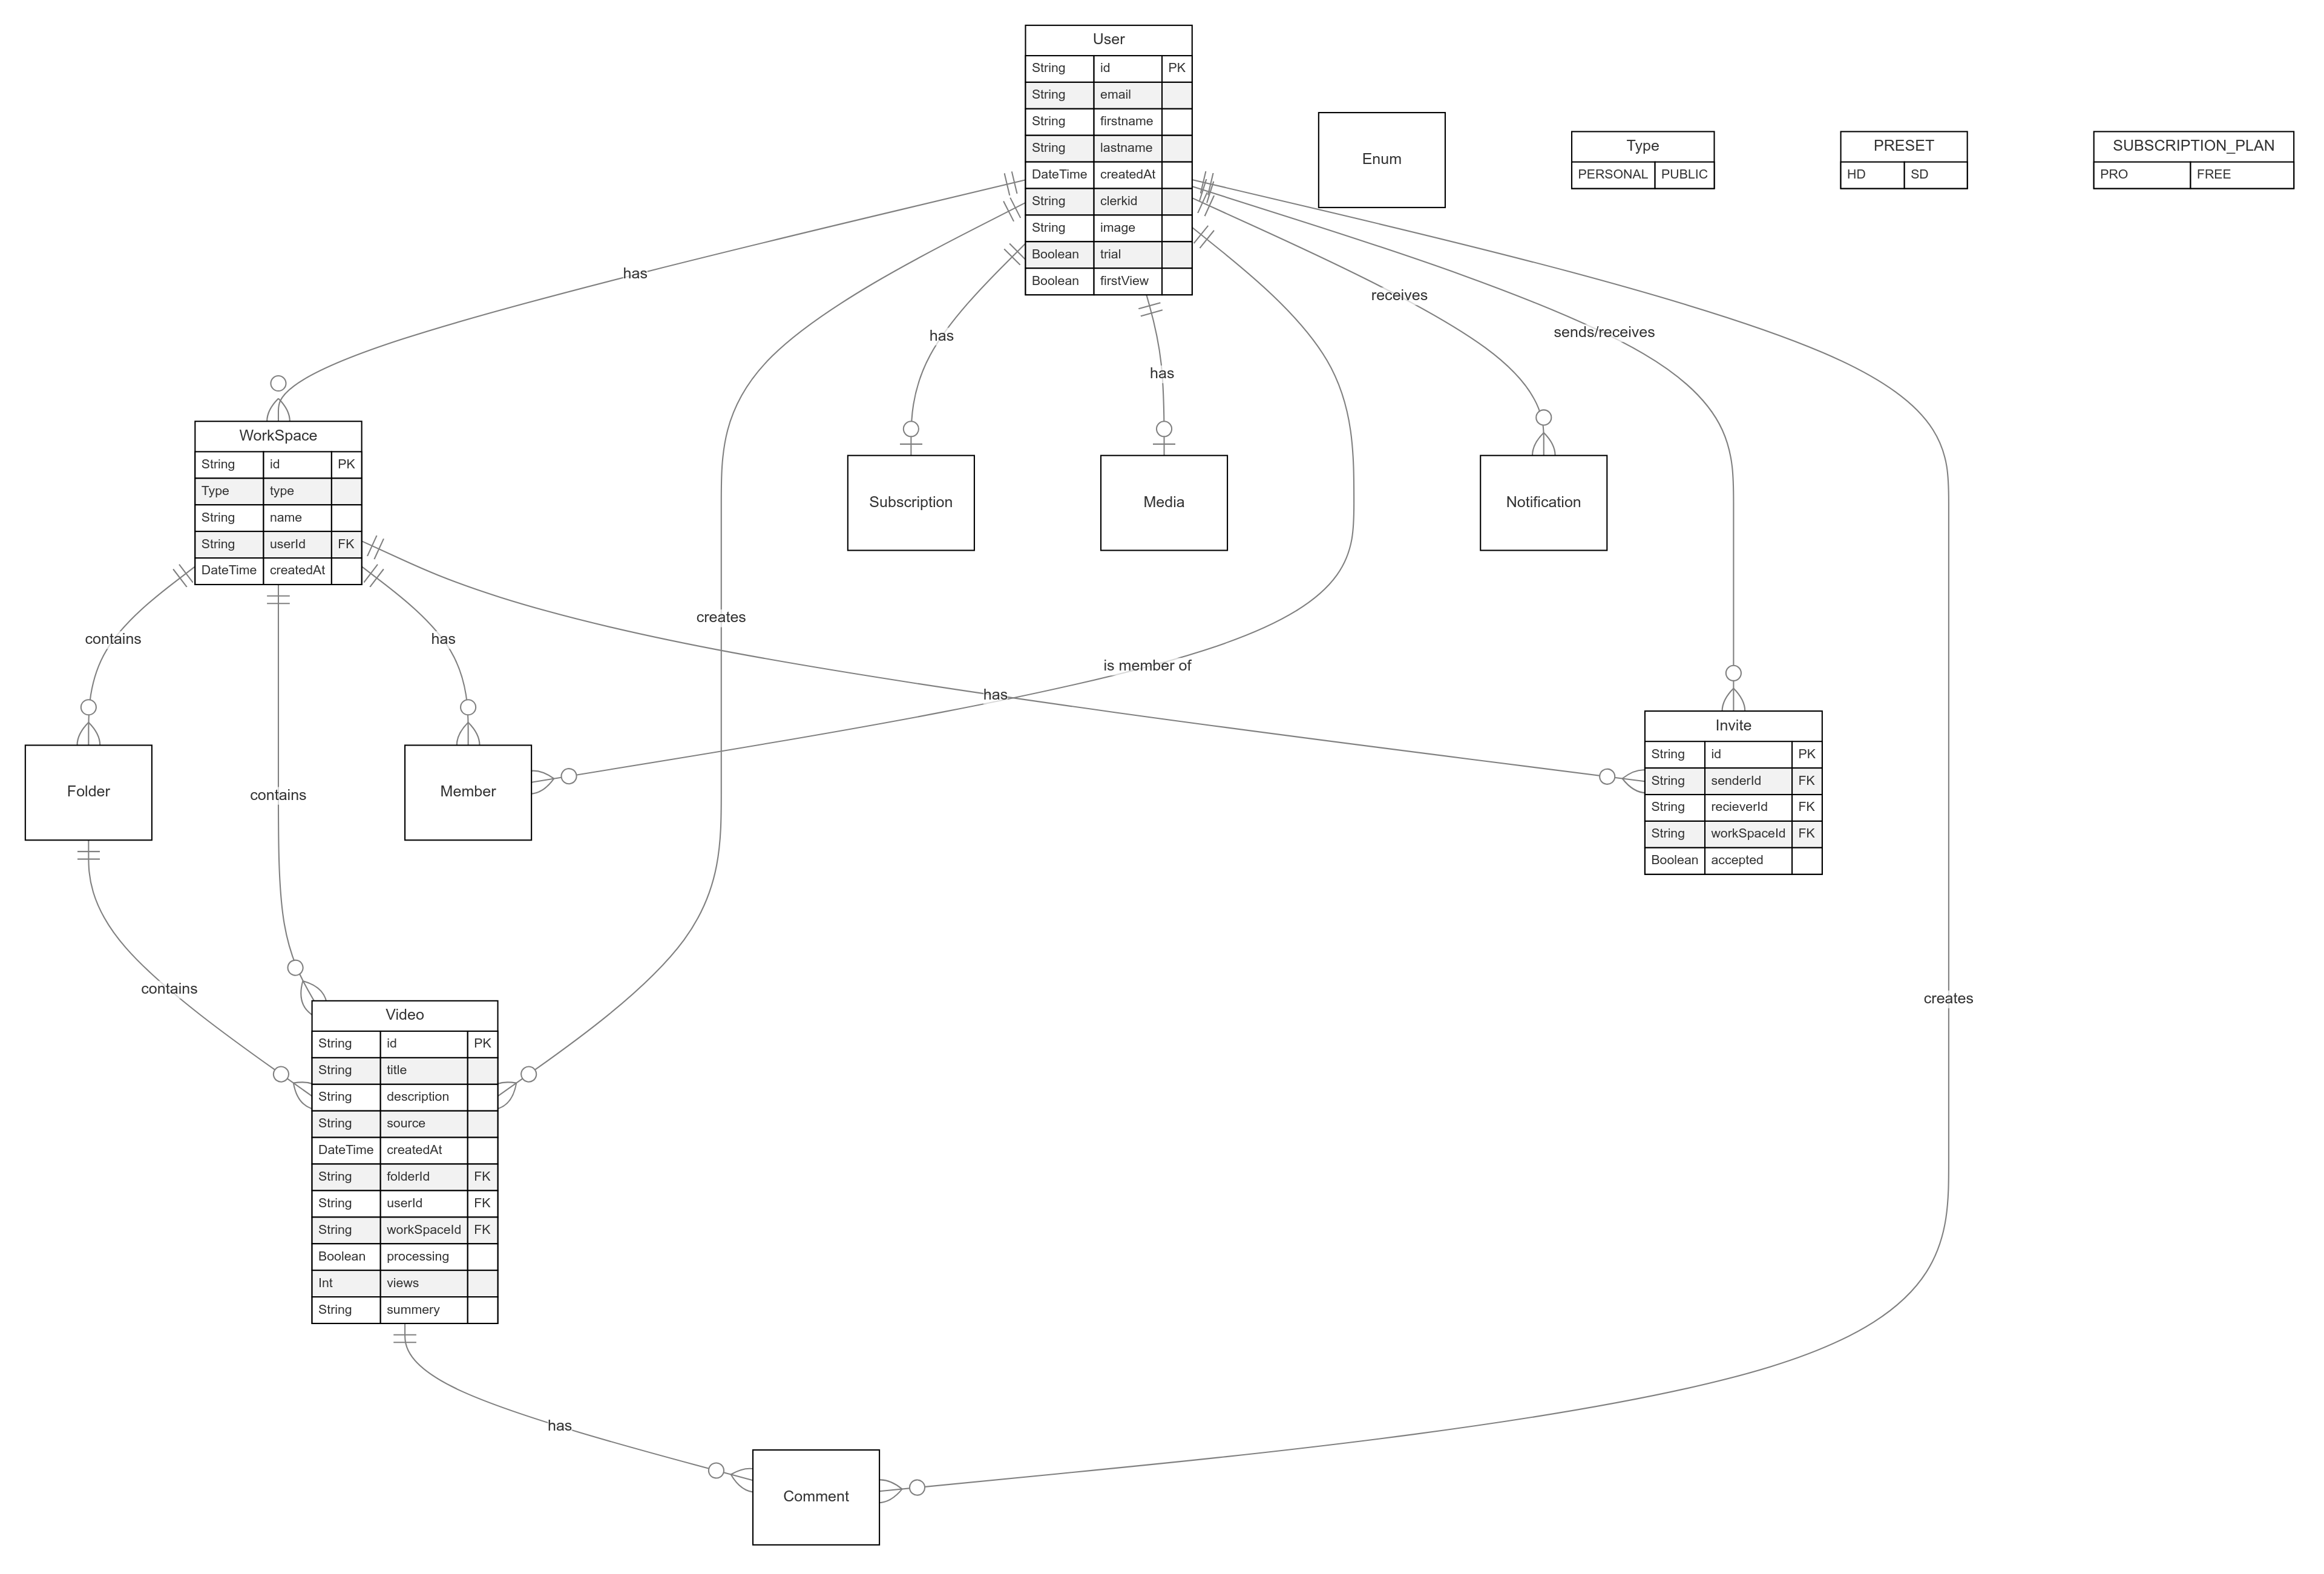 User
String id PK
String email
String firstname
String lastname
DateTime createdAt
String clerkid
String image
Boolean trial
Boolean firstView
Enum
Type
PERSONAL PUBLIC
PRESET
HD SD
SUBSCRIPTION_PLAN
PRO FREE
has
has
has
receives
sends/receives
WorkSpace
String id PK
Type type
String name
String userId FK
DateTime createdAt
Subscription
Media
Notification
contains
has
creates
is member of
has
contains
Folder
Member
Invite
String id PK
String senderId FK
String recieverId FK
String workSpaceId FK
Boolean accepted
contains
creates
Video
String id PK
String title
String description
String source
DateTime createdAt
String folderId FK
String userId FK
String workSpaceId FK
Boolean processing
Int views
String summery
has
Comment